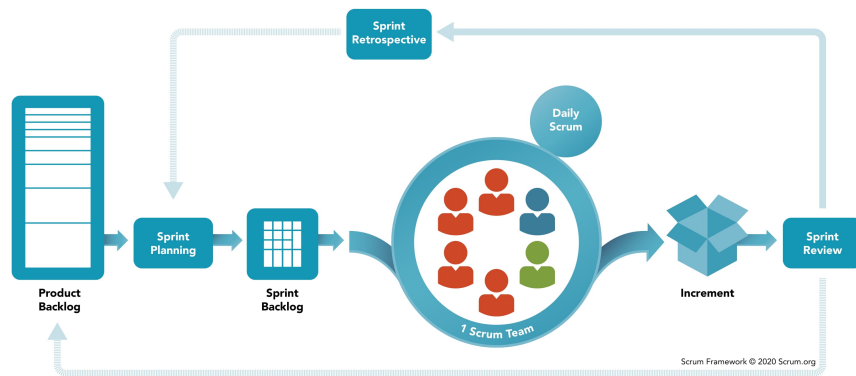 Sprint
Retrospective
Daily
Scrum
Sprint
Planning
Sprint
Review
Product
Backlog
Sprint
Backlog
1 Scrum Team
Increment
Scrum Framework © 2020 Scrum.org